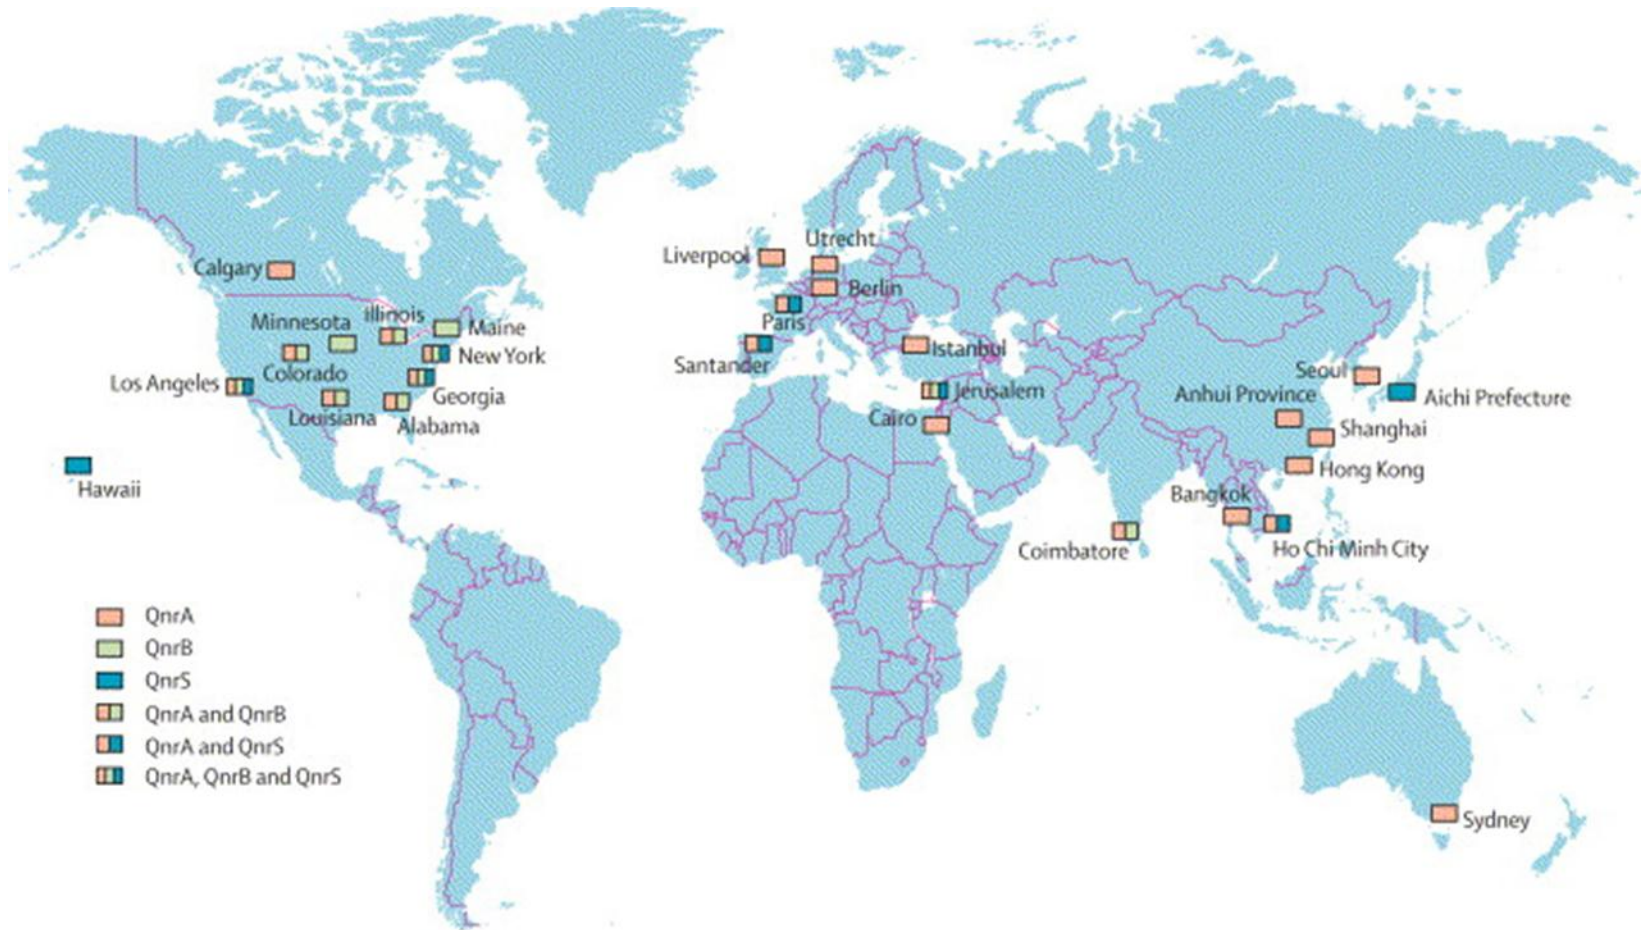 Utrecht
Liverpool
Calgary
Berlin
Minnesota
illinois
Maine
Paris
New York
Istanbul
Santander
Colorado
Seoul
Los Angeles
Georgia
Jerusalem
Anhui Province
Aichi Prefecture
Louisiana
Alabama
Cairo
Shanghai
Hong Kong
Hawaii
Bangkok
Coimbatore
Ho Chi Minh City
QnrA
QnrB
QnrS
QnrA and QnrB
QnrA and QnrS
QnrA, QnrB and QnrS
Sydney